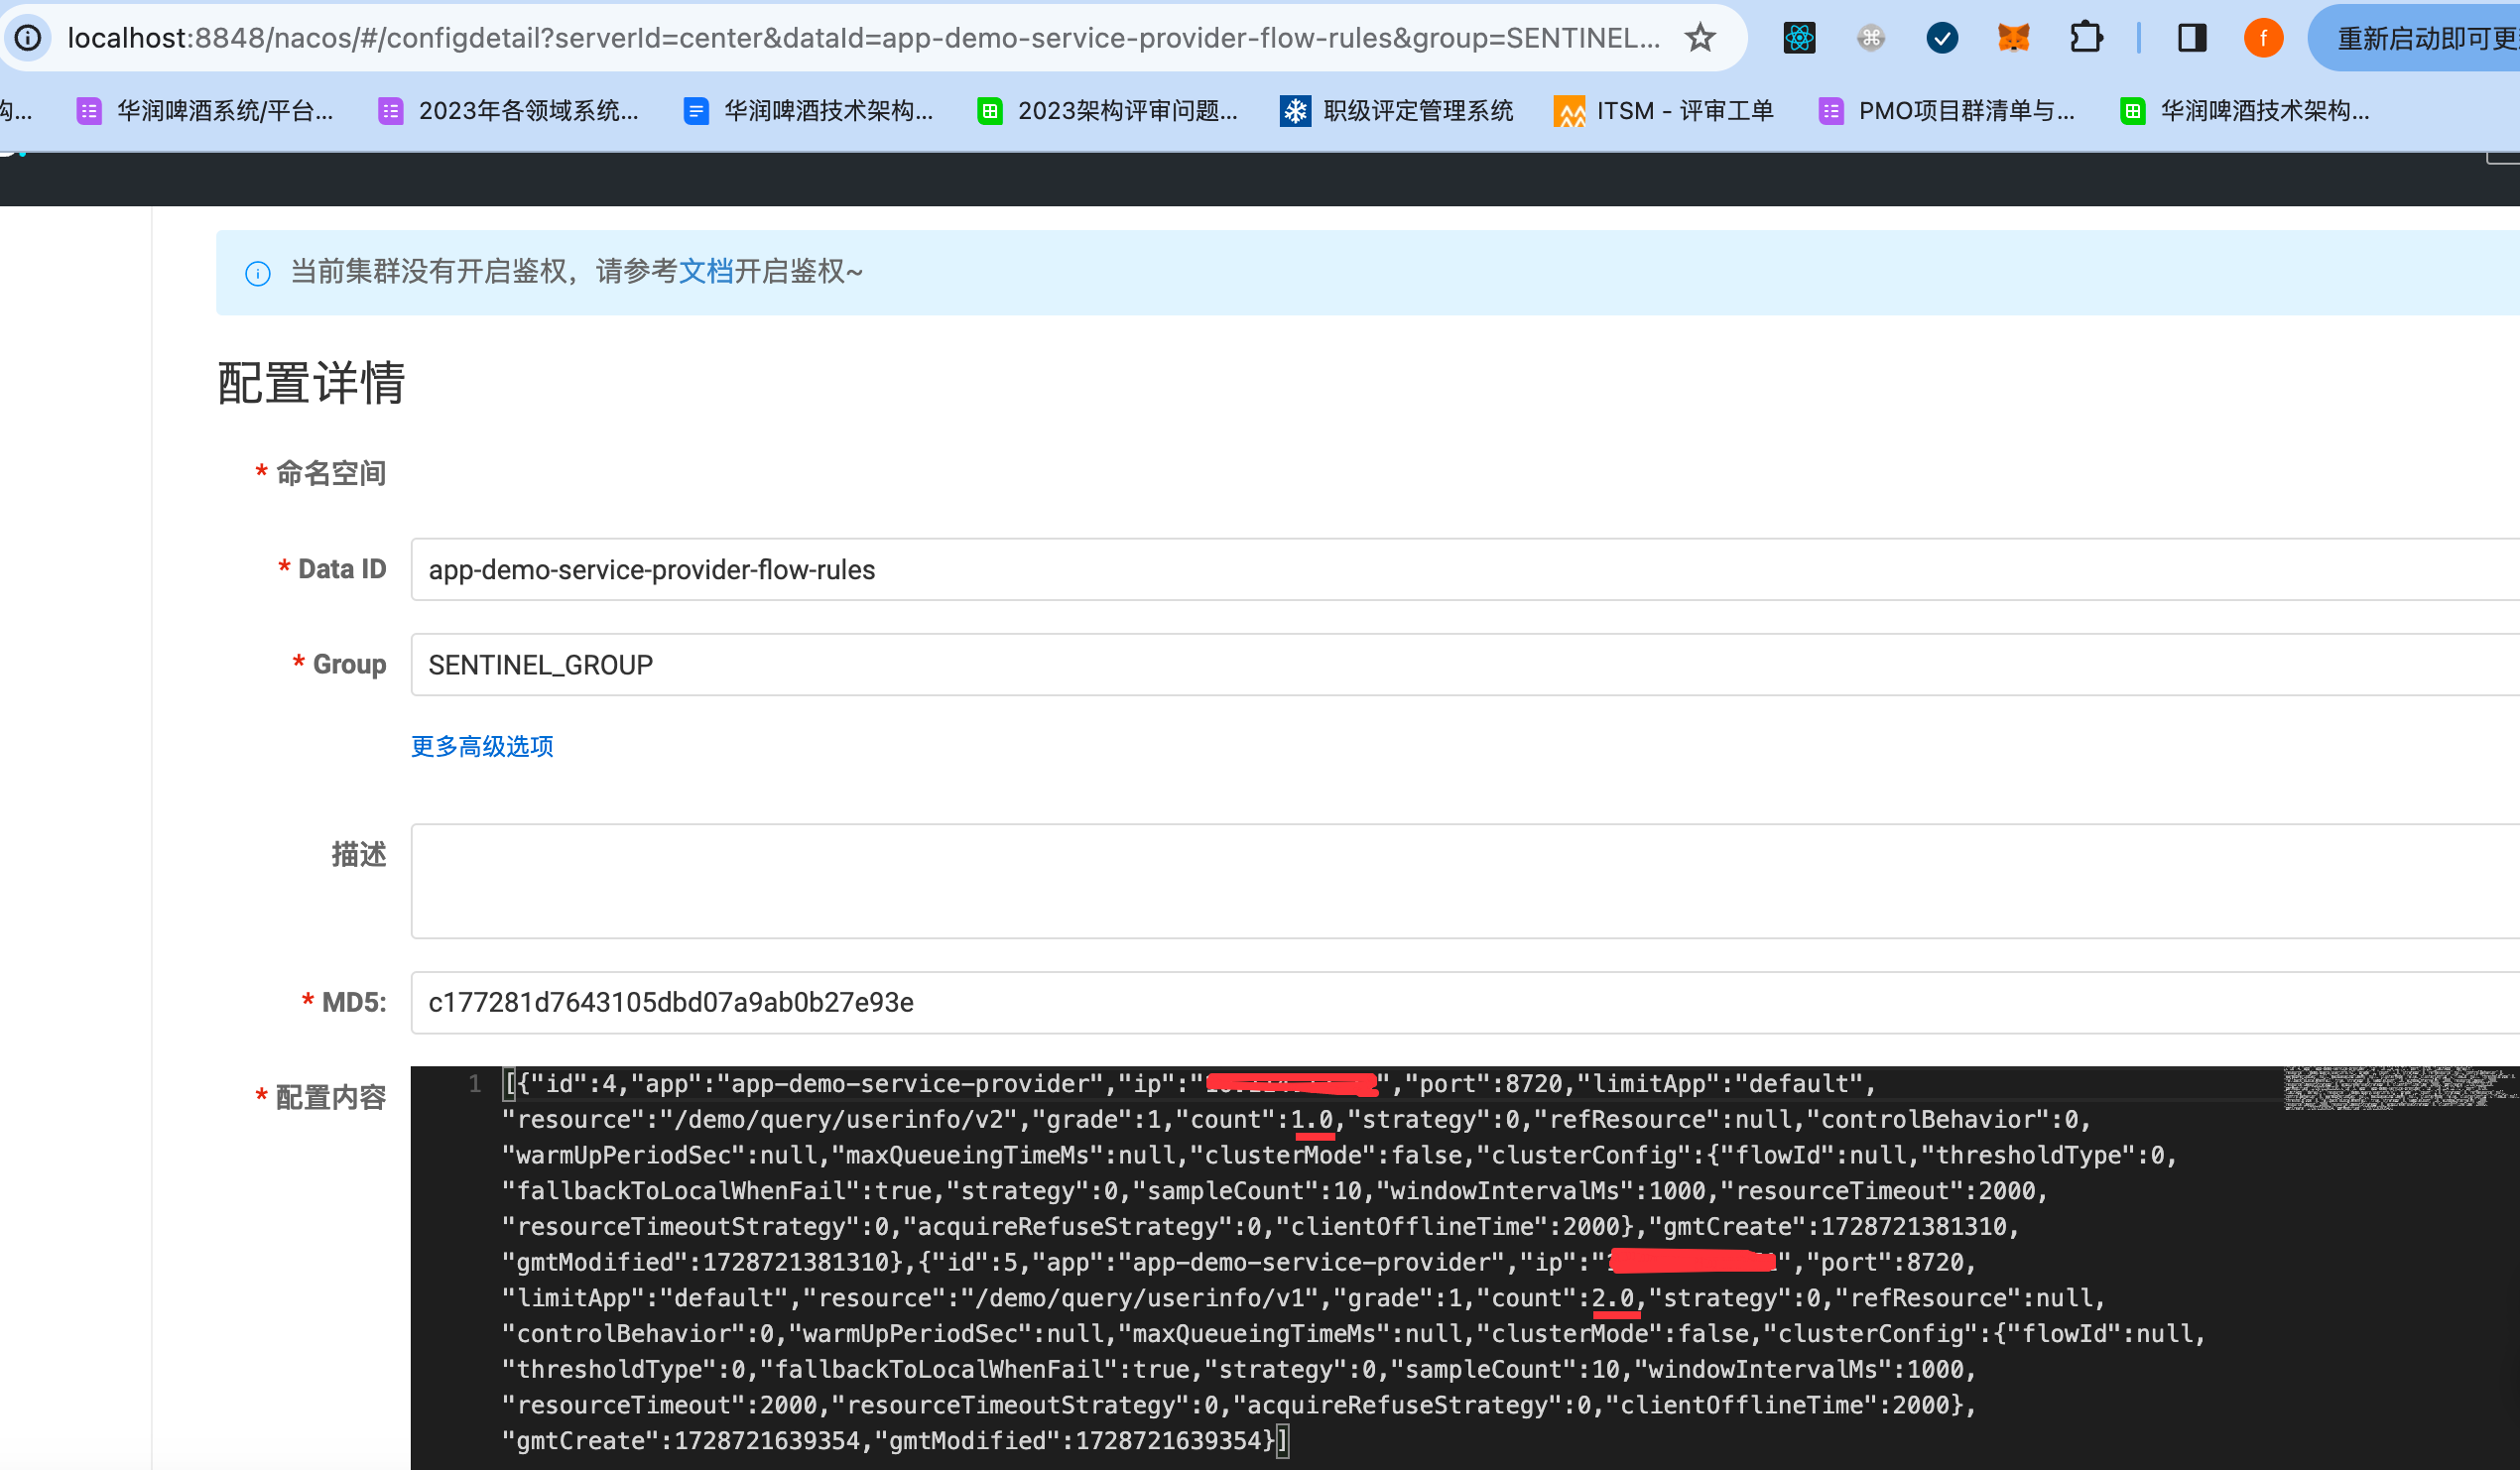 localhost:8848/nacos/#/configdetail?serverId=center&dataId=app-demo-service-provider-flow-rules&group=SENTINEL...
f
重新启动即可更
构...
华润啤酒系统/平台...
2023年各领域系统...
华润啤酒技术架构...
2023架构评审问题...
职级评定管理系统
ITSM - 评审工单
PMO项目群清单与...
华润啤酒技术架构...
当前集群没有开启鉴权，请参考文档开启鉴权~
配置详情
* 命名空间
* Data ID
app-demo-service-provider-flow-rules
* Group
SENTINEL_GROUP
更多高级选项
描述
* MD5:
c177281d7643105dbd07a9ab0b27e93e
* 配置内容
1
[{"id":4,"app":"app-demo-service-provider","ip":"","port":8720,"limitApp":"default",
"resource":"/demo/query/userinfo/v2","grade":1,"count":1.0,"strategy":0,"refResource":null,"controlBehavior":0,
"warmUpPeriodSec":null,"maxQueueingTimeMs":null,"clusterMode":false,"clusterConfig":{"flowId":null,"thresholdType":0,
"fallbackToLocalWhenFail":true,"strategy":0,"sampleCount":10,"windowIntervalMs":1000,"resourceTimeout":2000,
"resourceTimeoutStrategy":0,"acquireRefuseStrategy":0,"clientOfflineTime":2000},"gmtCreate":1728721381310,
"gmtModified":1728721381310},{"id":5,"app":"app-demo-service-provider","ip":"","port":8720,
"limitApp":"default","resource":"/demo/query/userinfo/v1","grade":1,"count":2.0,"strategy":0,"refResource":null,
"controlBehavior":0,"warmUpPeriodSec":null,"maxQueueingTimeMs":null,"clusterMode":false,"clusterConfig":{"flowId":null,
"thresholdType":0,"fallbackToLocalWhenFail":true,"strategy":0,"sampleCount":10,"windowIntervalMs":1000,
"resourceTimeout":2000,"resourceTimeoutStrategy":0,"acquireRefuseStrategy":0,"clientOfflineTime":2000},
"gmtCreate":1728721639354,"gmtModified":1728721639354}]